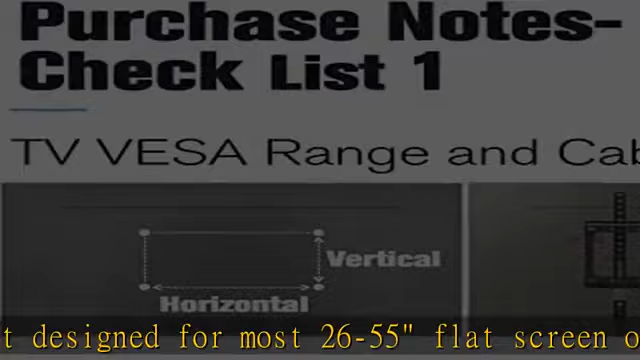 Purchase Notes-
Check List 1
TV VESA Range and Cab
Vertical
Horizontal
t designed for most 26-55" flat screen o